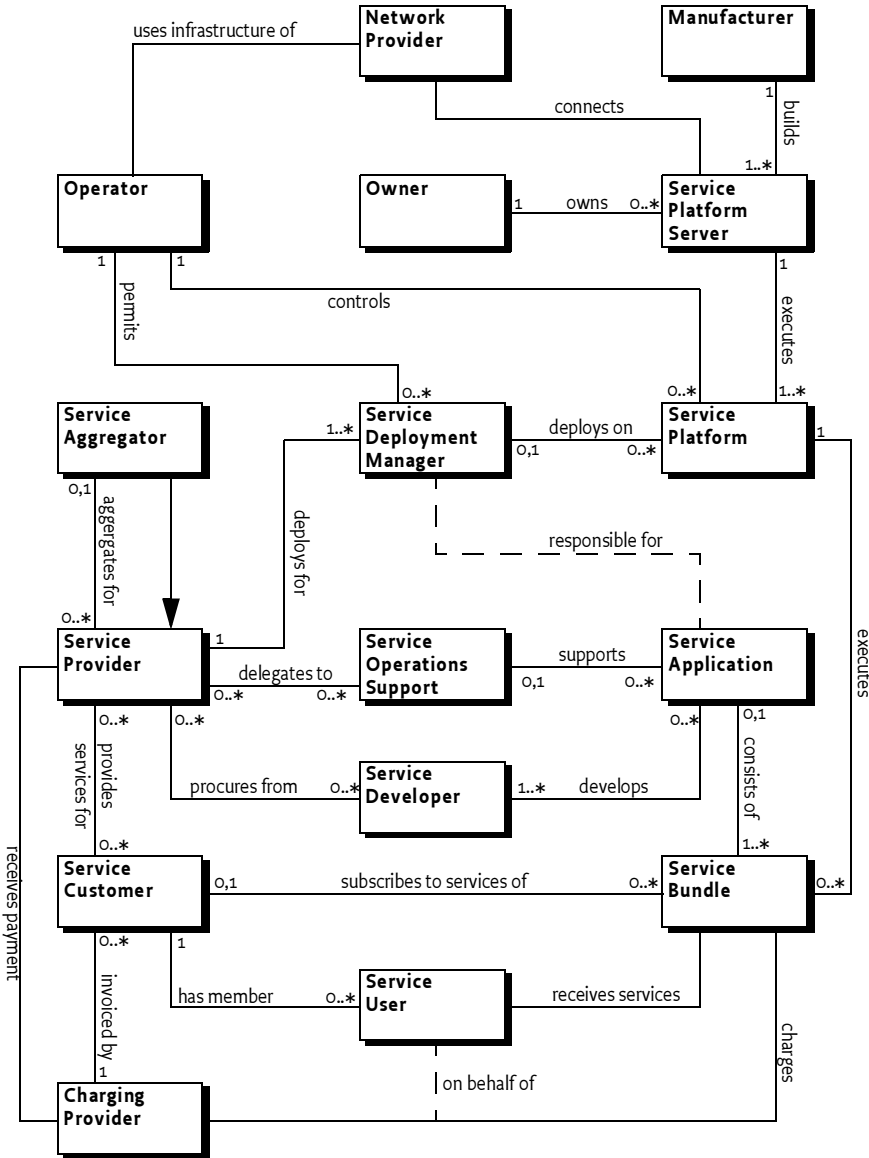 Network
Provider
Manufacturer
uses infrastructure of
connects
1
builds
1..*
Operator
Owner
1
owns
0..*
Service
Platform
Server
1
1
permits
controls
1
executes
0..*
0..*
1..*
Service
Aggregator
1..*
Service
Deployment
Manager
deploys on
0,1
0..*
Service
Platform
1
0,1
aggergates for
0..*
deploys for
responsible for
Service
Provider
1
delegates to
0..*
0..*
Service
Operations
Support
supports
0,1
0..*
Service
Application
executes
0..*
0..*
provides
services for
procures from
0..*
Service
Developer
1..*
develops
0..*
0,1
consists of
1..*
0..*
receives payment
Service
Customer
0,1
subscribes to services of
0..*
Service
Bundle
0..*
0..*
1
invoiced by
1
has member
0..*
Service
User
receives services
charges
on behalf of
Charging
Provider